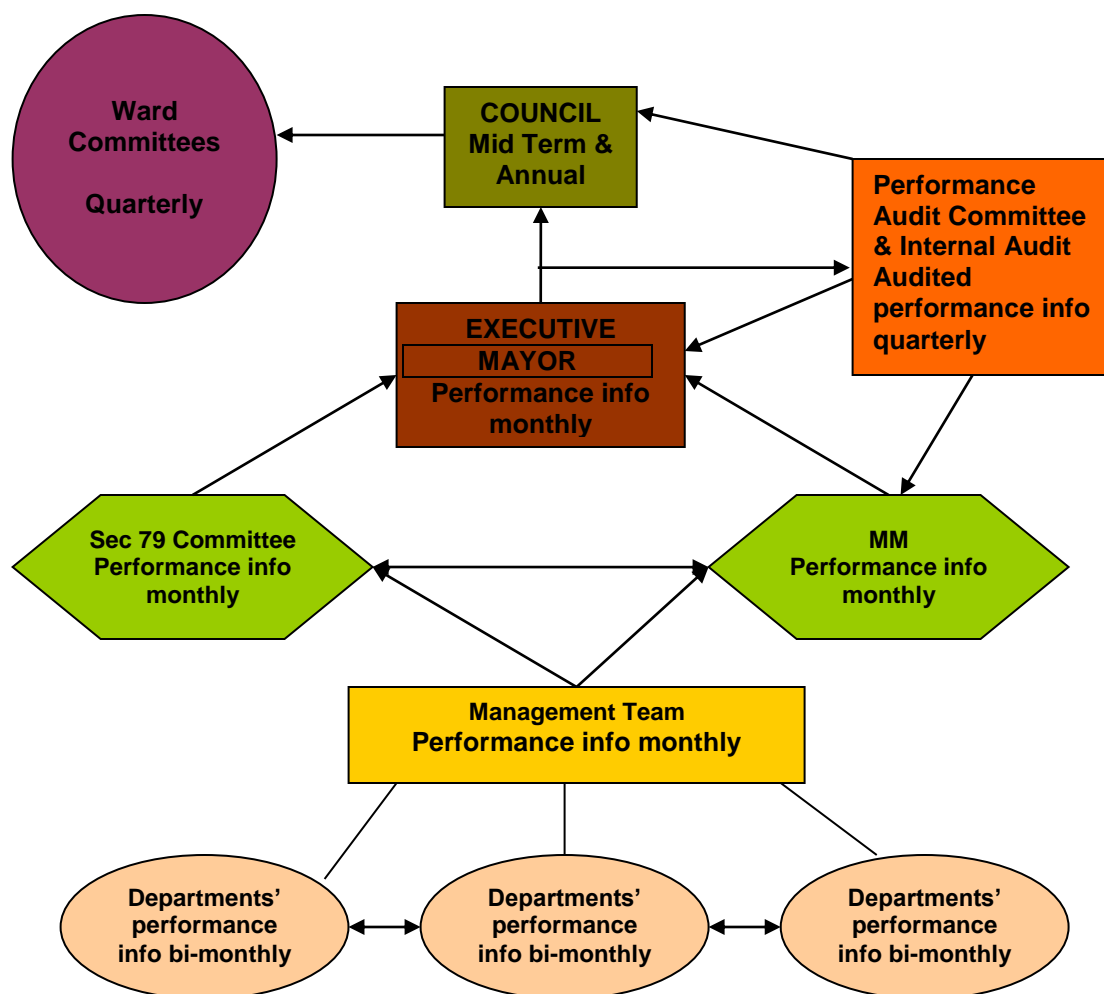 Ward
Committees
Quarterly
COUNCIL
Mid Term &
Annual
Performance
Audit Committee
& Internal Audit
Audited
performance info
quarterly
EXECUTIVE
MAYOR
Performance info
monthly
Sec 79 Committee
Performance info
monthly
MM
Performance info
monthly
Management Team
Performance info monthly
Departments’
performance
info bi-monthly
Departments’
performance
info bi-monthly
Departments’
performance
info bi-monthly